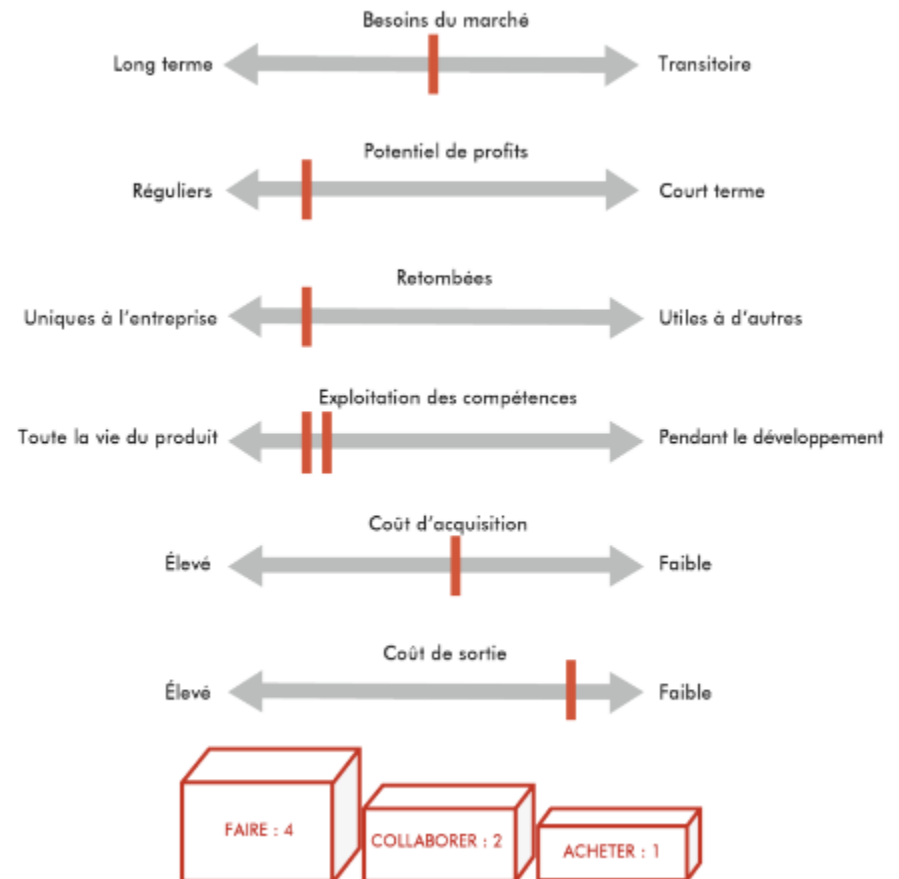 Besoins du marché
Long terme Transitoire
Potentiel de profits
Réguliers Court terme
Retombées
Uniques à l'entreprise Utiles à d'autres
Exploitation des compétences
Toute la vie du produit Pendant le développement
Coût d'acquisition
Élevé Faible
Coût de sortie
Élevé Faible
FAIRE : 4
COLLABORER : 2
ACHETER : 1